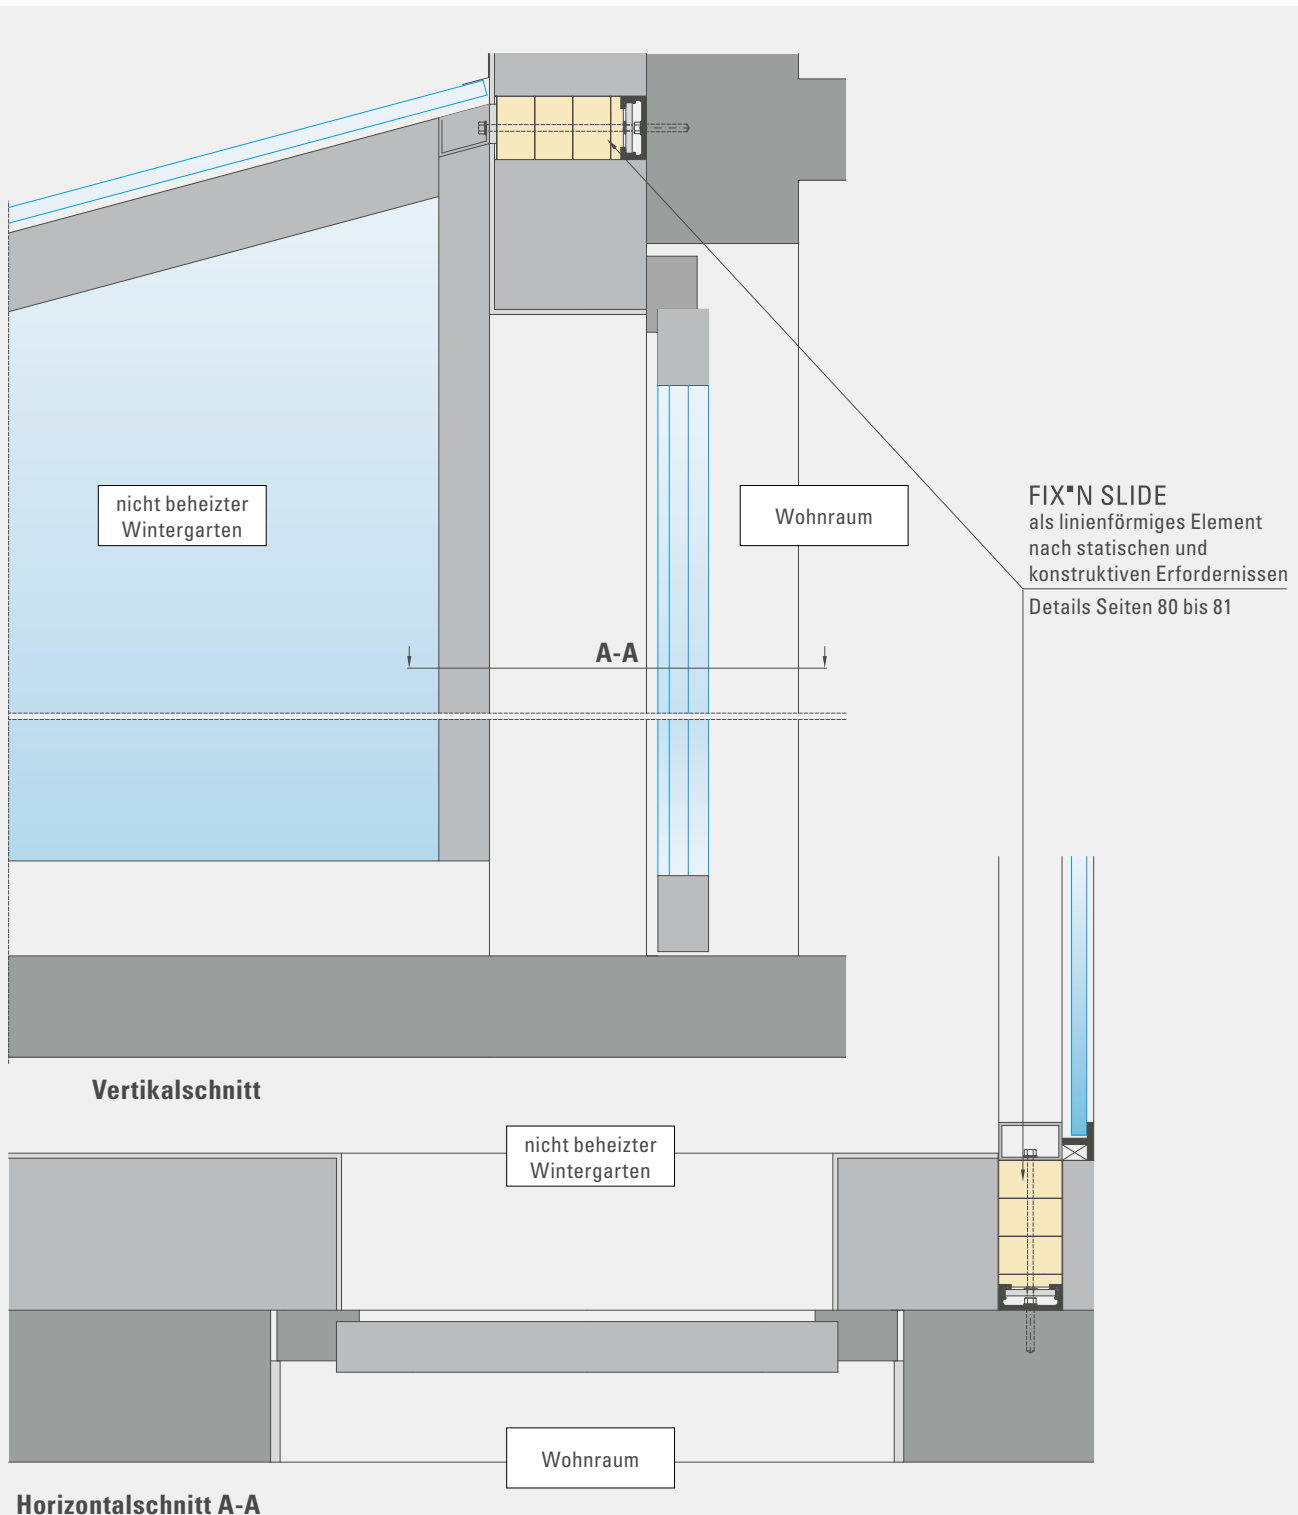 nicht beheizter
Wintergarten
Wohnraum
FIX▪N SLIDE
als linienförmiges Element
nach statischen und
konstruktiven Erfordernissen
Details Seiten 80 bis 81
A-A
Vertikalschnitt
nicht beheizter
Wintergarten
Wohnraum
Horizontalschnitt A-A